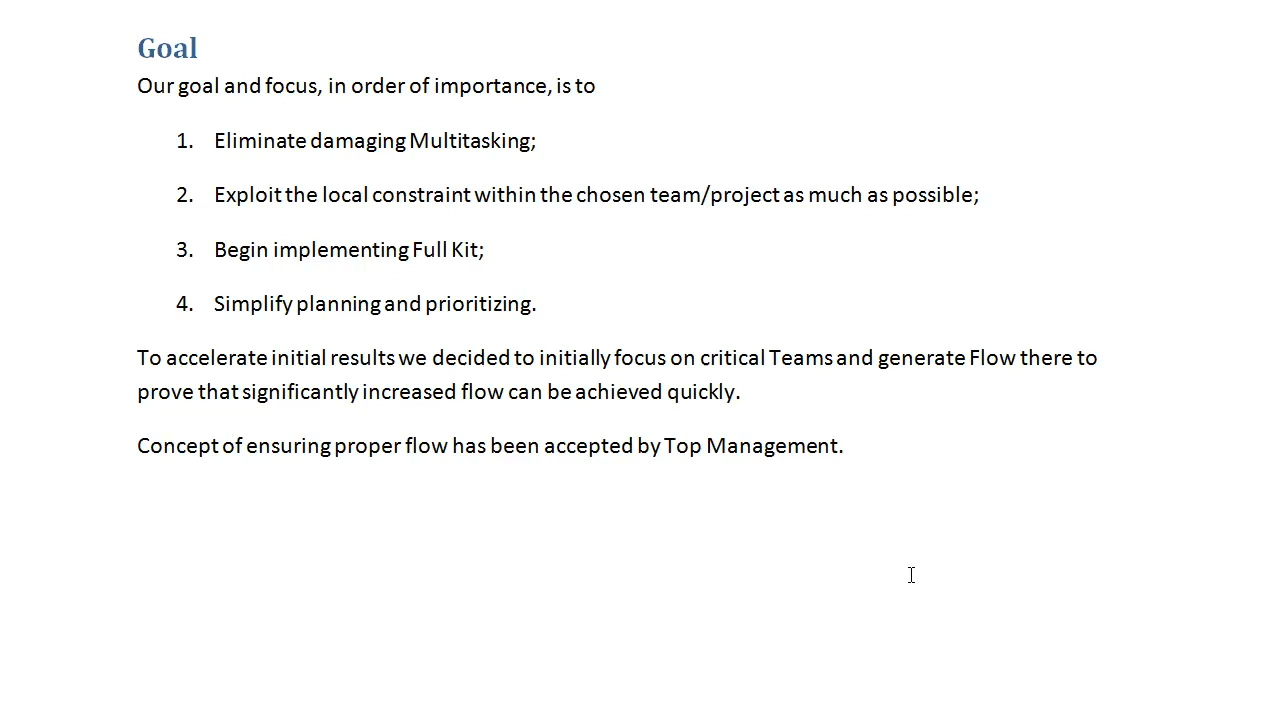 Goal
Our goal and focus, in order of importance, is to
1. Eliminate damaging Multitasking;
2. Exploit the local constraint within the chosen team/project as much as possible;
3. Begin implementing Full Kit;
4. Simplify planning and prioritizing.
To accelerate initial results we decided to initially focus on critical Teams and generate Flow there to
prove that significantly increased flow can be achieved quickly.
Concept of ensuring proper flow has been accepted by Top Management.